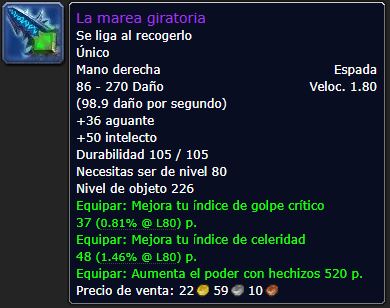 La marea giratoria
Se liga al recogerlo
Único
Mano derecha Espada
86 - 270 Daño Veloc. 1.80
(98.9 daño por segundo)
+36 aguante
+50 intelecto
Durabilidad 105 / 105
Necesitas ser de nivel 80
Nivel de objeto 226
Equipar: Mejora tu índice de golpe crítico
37 (0.81% @ L80) p.
Equipar: Mejora tu índice de celeridad
48 (1.46% @ L80) p.
Equipar: Aumenta el poder con hechizos 520 p.
Precio de venta: 22 59 10